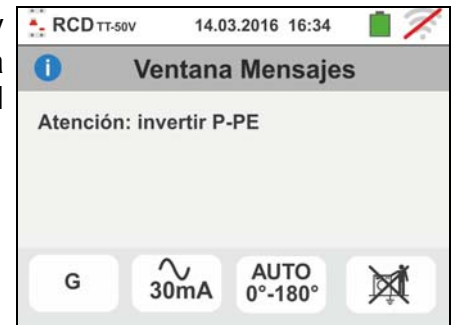 RCD TT-50V 14.03.2016 16:34
Ventana Mensajes
Atención: invertir P-PE
G
30mA
AUTO
0°-180°